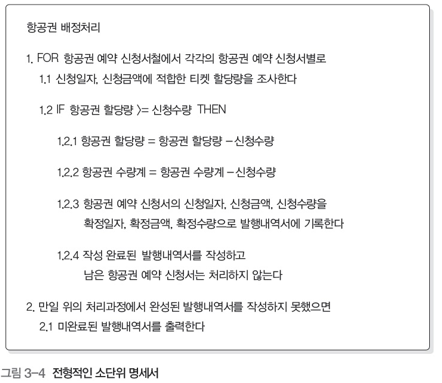 항공권 배정처리
1. FOR 항공권 예약 신청서철에서 각각의 항공권 예약 신청서별로
1.1 신청일자, 신청금액에 적합한 티켓 할당량을 조사한다
1.2 IF 항공권 할당량 >= 신청수량 THEN
1.2.1 항공권 할당량 = 항공권 할당량 - 신청수량
1.2.2 항공권 수량계 = 항공권 수량계 - 신청수량
1.2.3 항공권 예약 신청서의 신청일자, 신청금액, 신청수량을
확정일자, 확정금액, 확정수량으로 발행내역서에 기록한다
1.2.4 작성 완료된 발행내역서를 작성하고
남은 항공권 예약 신청서는 처리하지 않는다
2. 만일 위의 처리과정에서 완성된 발행내역서를 작성하지 못했으면
2.1 미완료된 발행내역서를 출력한다
그림 3-4 전형적인 소단위 명세서